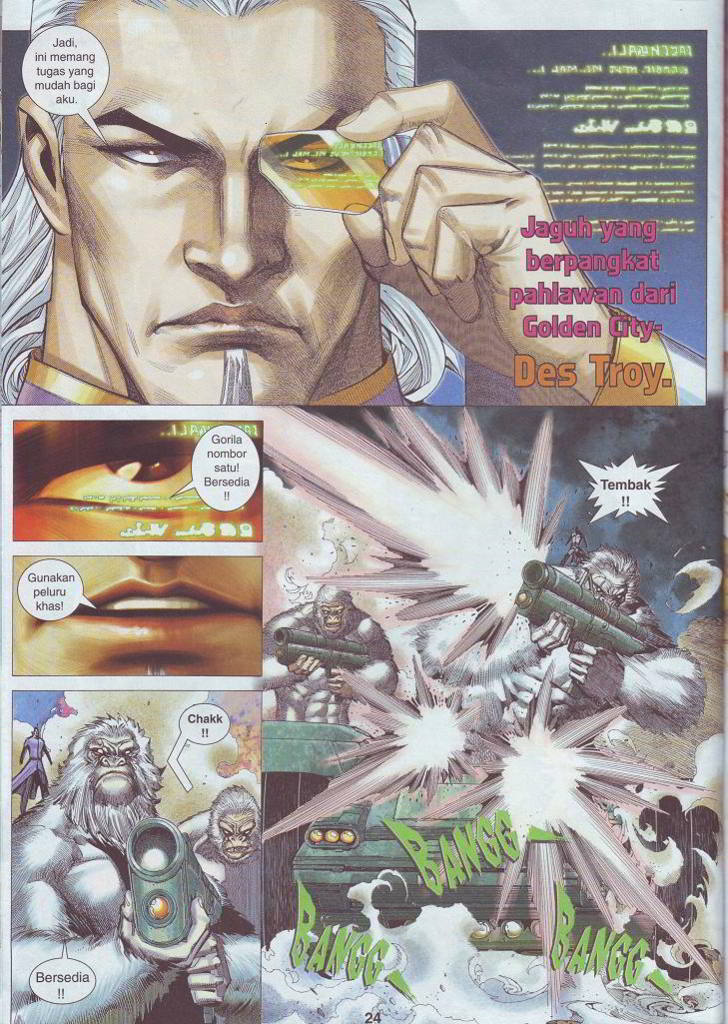 Jadi,
ini memang
tugas yang
mudah bagi
aku.
Jaguh yang
berpangkat
pahlawan dari
Golden City-
Des Troy.
Gorila
nombor
satu!
Bersedia
!!
Gunakan
peluru
khas!
Tembak
!!
Chakk
!!
Bersedia
!!
BANGG
BANGG
BANGG
24